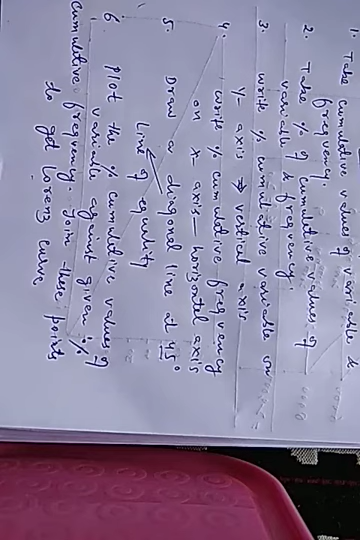 1. Take cumulative values of variable &
frequency.
2. Take % of cumulative values of
variable & frequency.
3. write % cumulative variable on
Y- axis → vertical axis
4. write % cumulative frequency
on X- axis — horizontal axis
5. Draw a diagonal line at 45°
Line of equality
6 plot the % cumulative values of
variable against given %
cumulative frequency. Join these points
to get Lorenz curve